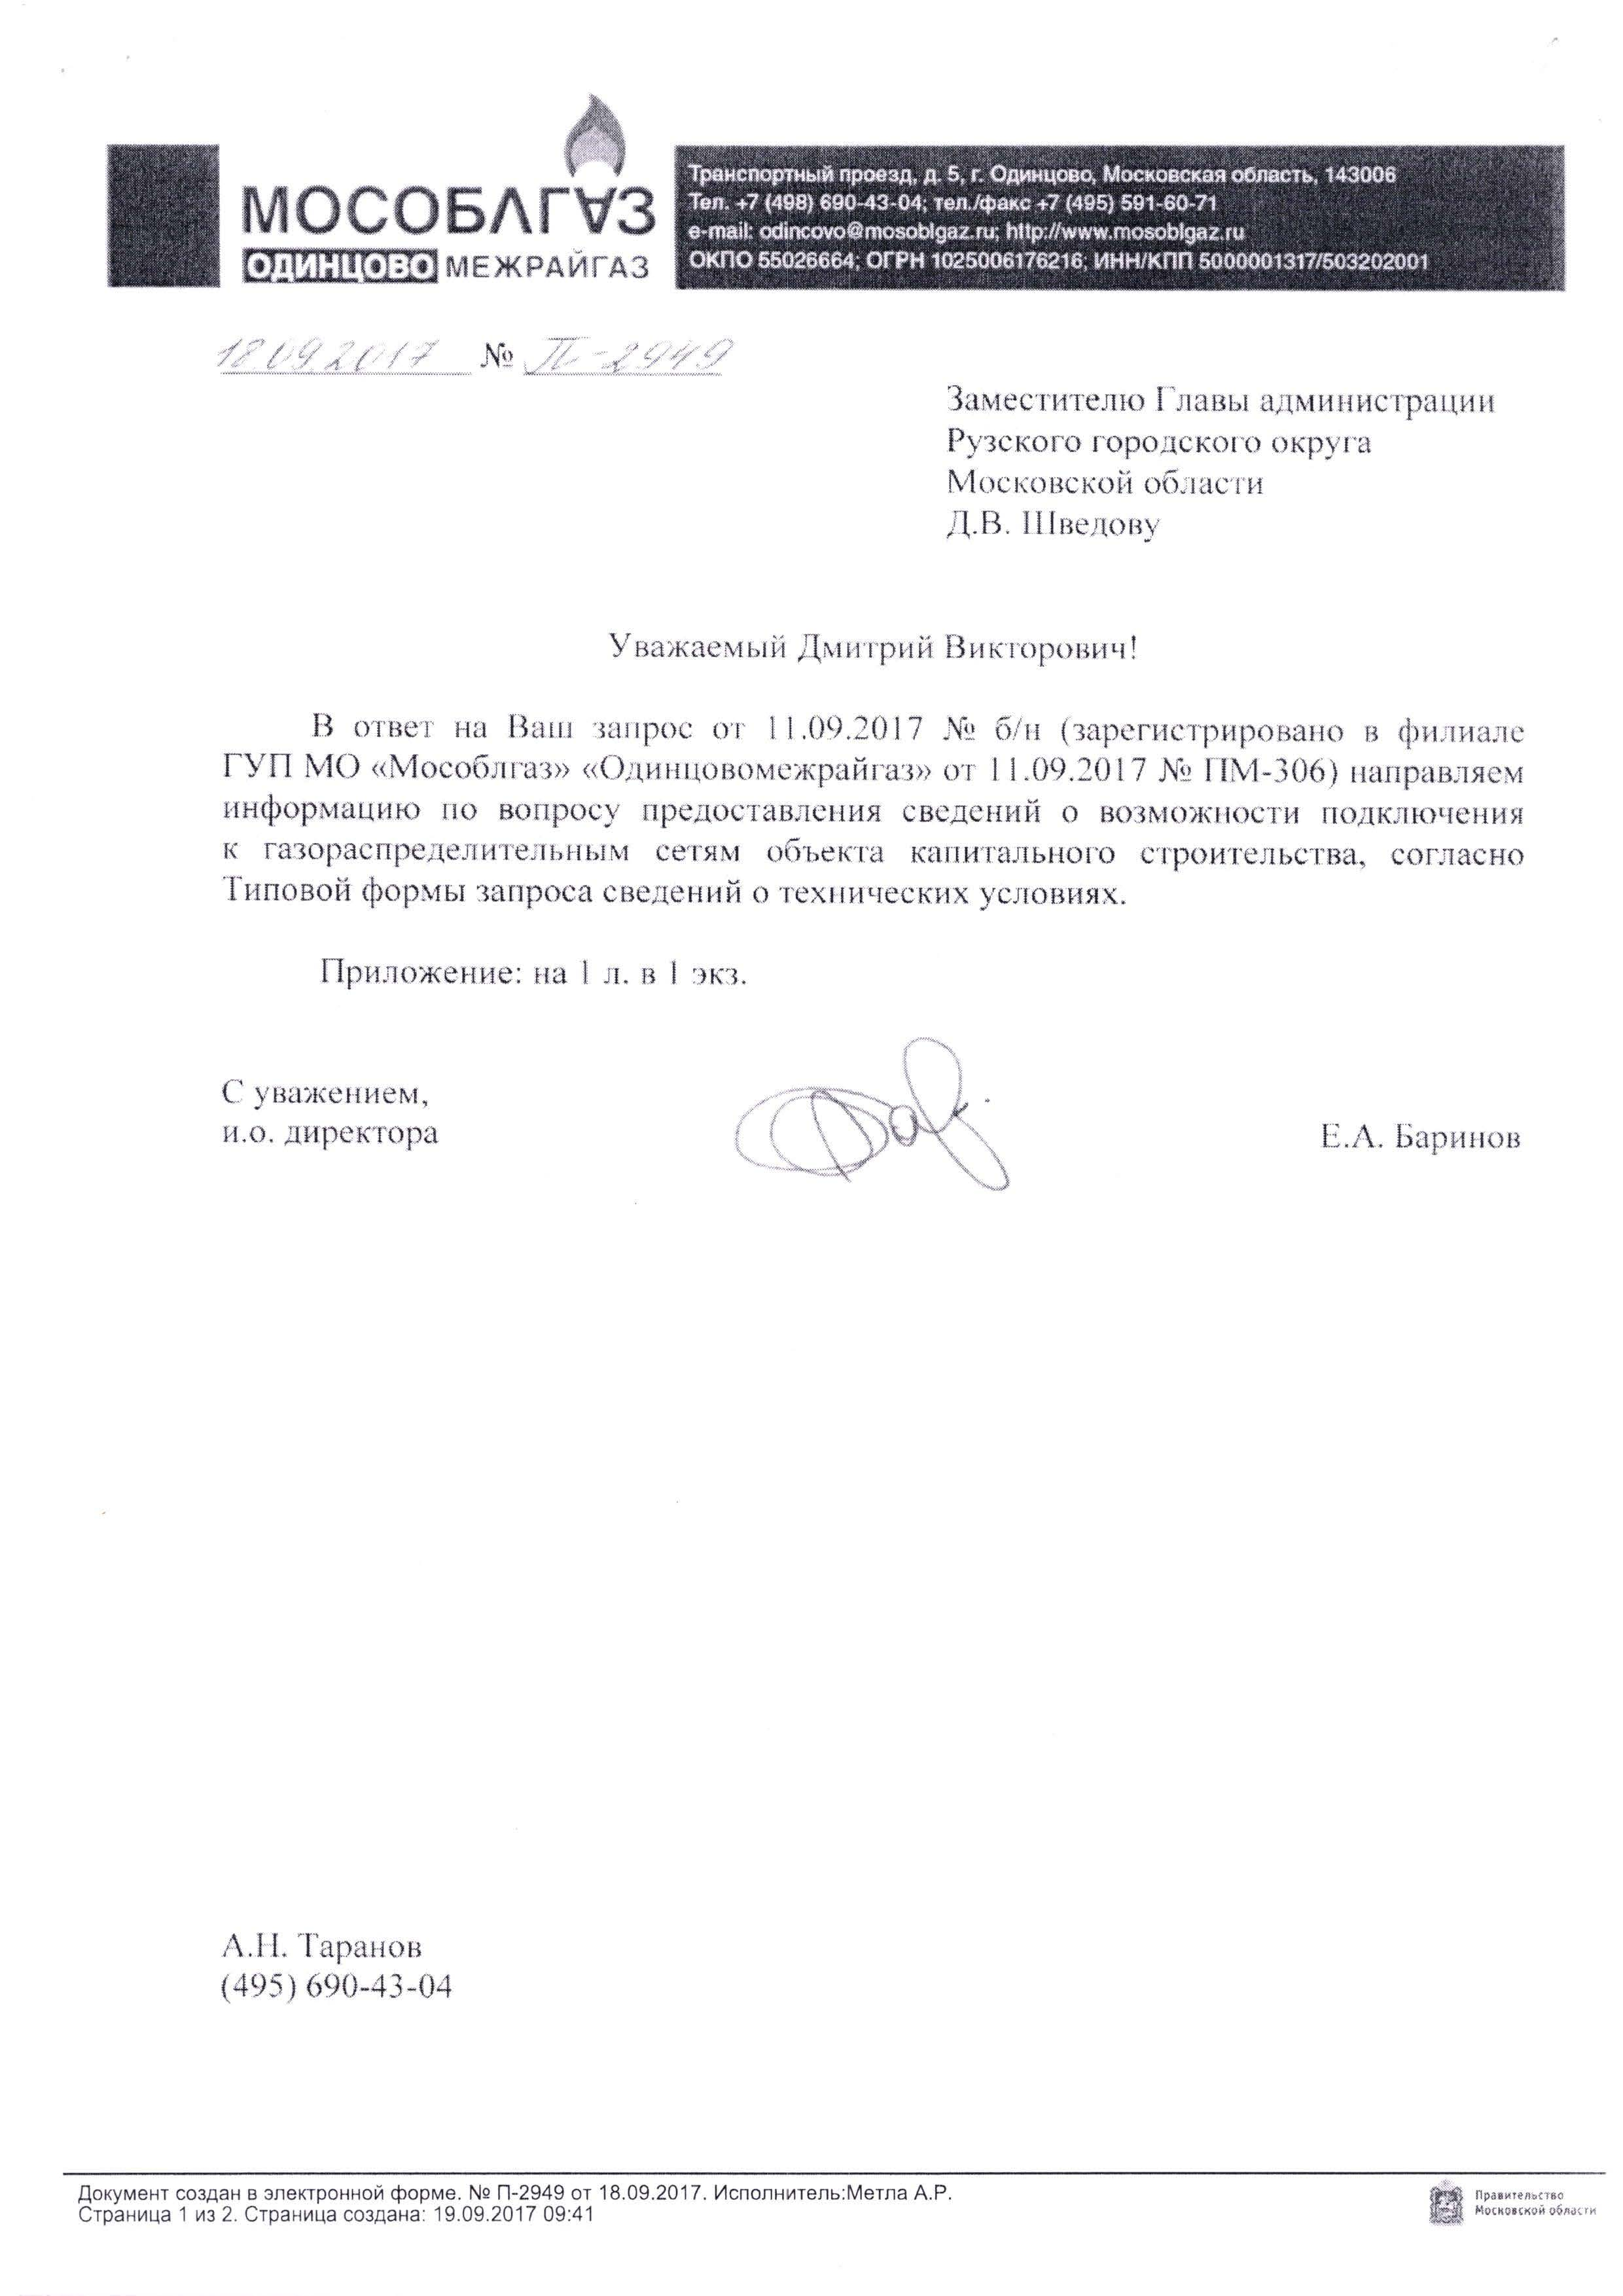 МОСОБЛГАЗ
ОДИНЦОВО МЕЖРАЙГАЗ
Транспортный проезд, д. 5, г. Одинцово, Московская область, 143006
Тел. +7 (498) 690-43-04; тел./факс +7 (495) 591-60-71
e-mail: odincovo@mosoblgaz.ru; http://www.mosoblgaz.ru
ОКПО 55026664; ОГРН 1025006176216; ИНН/КПП 5000001317/503202001
18.09.2017 № П-2949
Заместителю Главы администрации
Рузского городского округа
Московской области
Д.В. Шведову
Уважаемый Дмитрий Викторович!
В ответ на Ваш запрос от 11.09.2017 № б/н (зарегистрировано в филиале
ГУП МО «Мособлгаз» «Одинцовомежрайгаз» от 11.09.2017 № ПМ-306) направляем
информацию по вопросу предоставления сведений о возможности подключения
к газораспределительным сетям объекта капитального строительства, согласно
Типовой формы запроса сведений о технических условиях.
Приложение: на 1 л. в 1 экз.
С уважением,
и.о. директора
Е.А. Баринов
А.Н. Таранов
(495) 690-43-04
Документ создан в электронной форме. № П-2949 от 18.09.2017. Исполнитель:Метла А.Р.
Страница 1 из 2. Страница создана: 19.09.2017 09:41
Правительство
Московской области